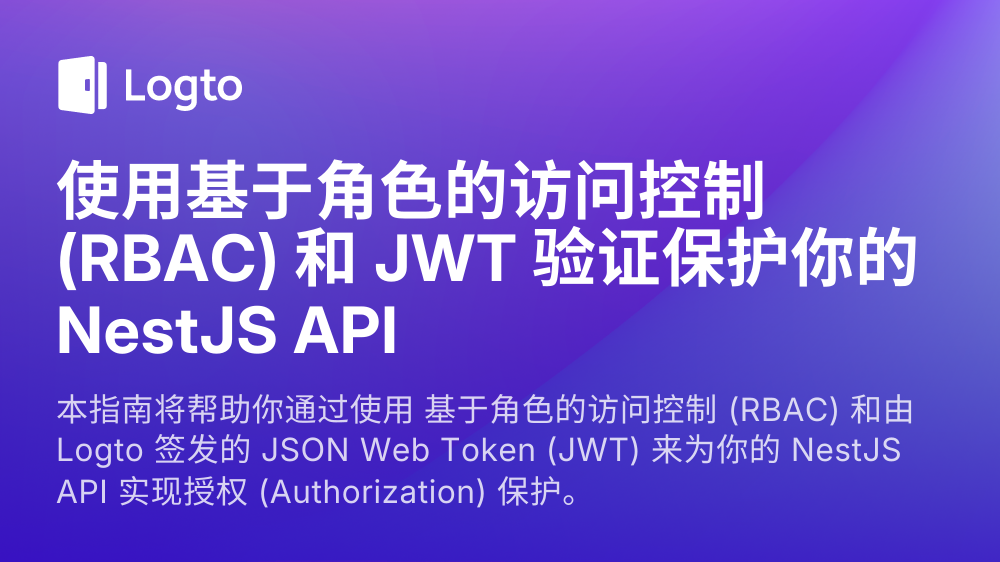 Logto
使用基于角色的访问控制
(RBAC) 和 JWT 验证保护你的
NestJS API
本指南将帮助你通过使用 基于角色的访问控制 (RBAC) 和由
Logto 签发的 JSON Web Token (JWT) 来为你的 NestJS
API 实现授权 (Authorization) 保护。